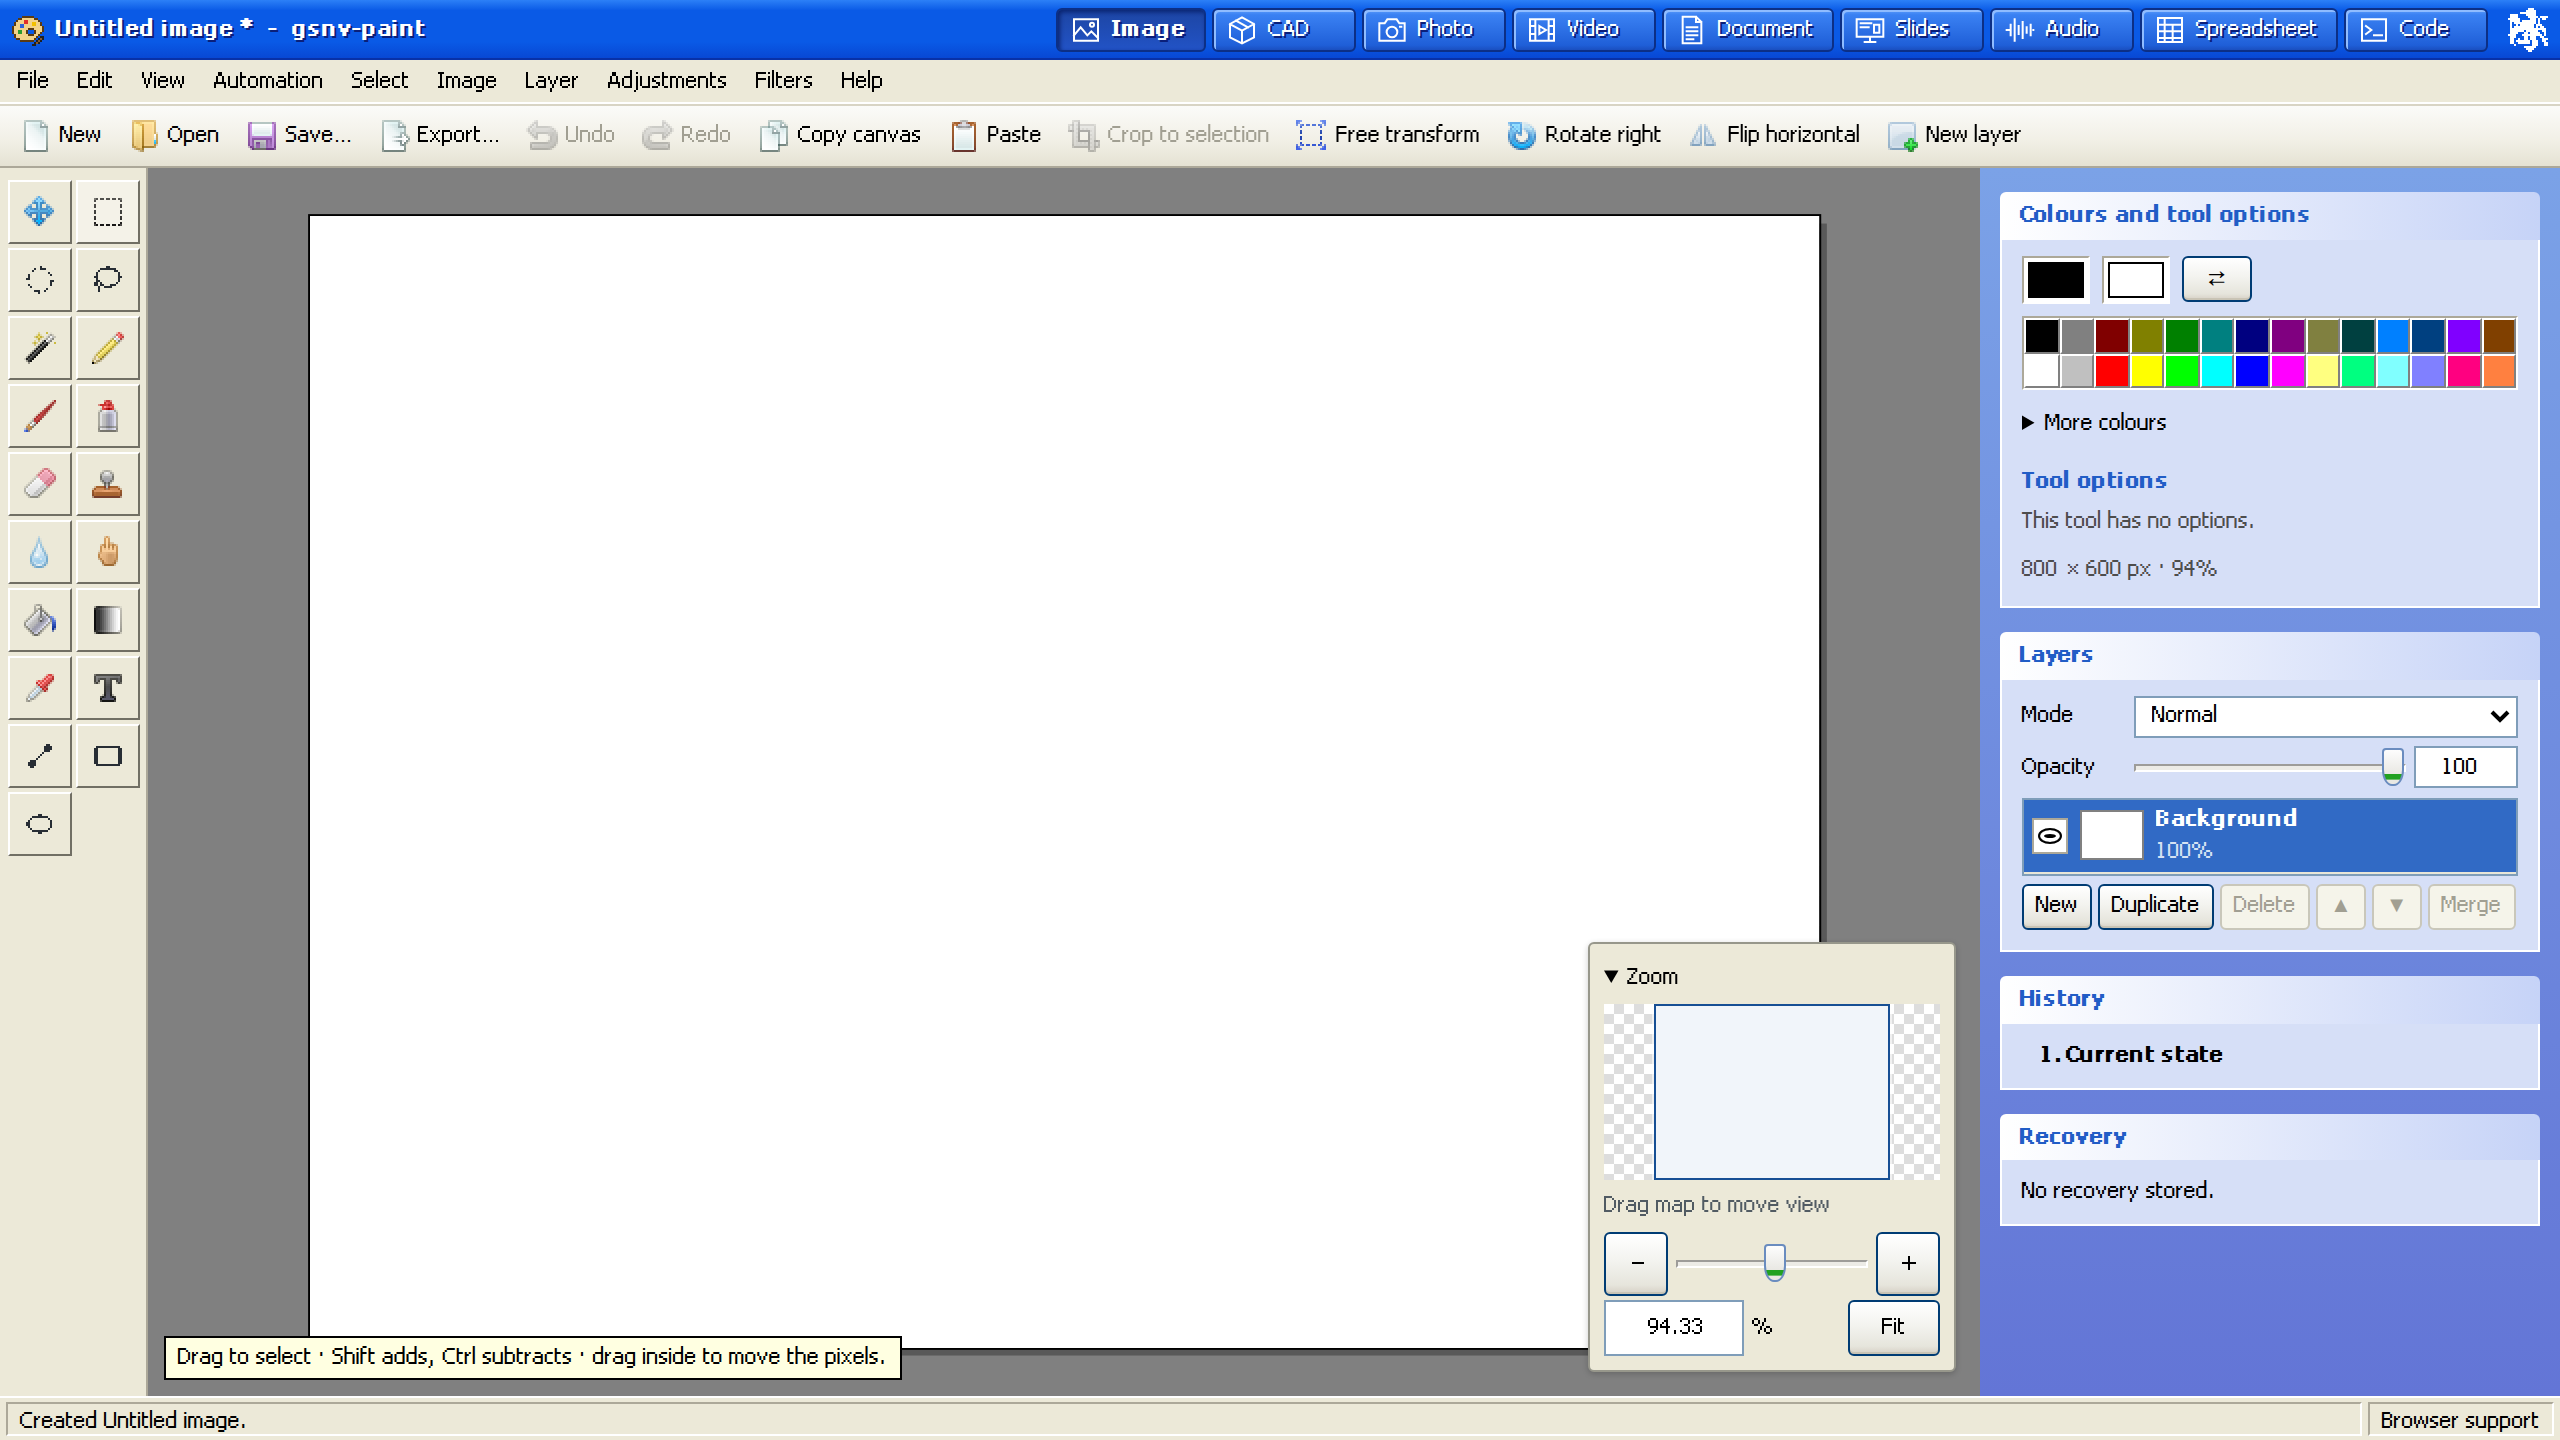 Untitled image * - gsnv-paint
Image
CAD
Photo
Video
Document
Slides
Audio
Spreadsheet
Code
File Edit View Automation Select Image Layer Adjustments Filters Help
New Open Save... Export... Undo Redo Copy canvas Paste Crop to selection Free transform Rotate right Flip horizontal New layer
Colours and tool options
More colours
Tool options
This tool has no options.
800 × 600 px · 94%
Layers
Mode Normal
Opacity 100
Background
100%
New Duplicate Delete ▲ ▼ Merge
History
1. Current state
Recovery
No recovery stored.
Zoom
Drag map to move view
− +
94.33 % Fit
Drag to select · Shift adds, Ctrl subtracts · drag inside to move the pixels.
Created Untitled image.
Browser support